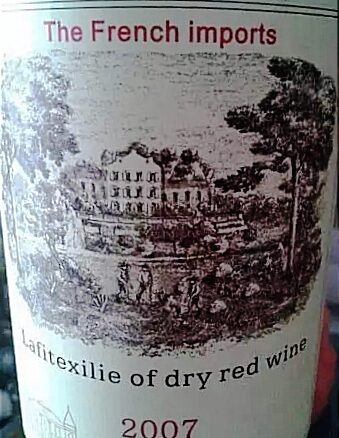 The French imports
Lafitexilie of dry red wine
2007